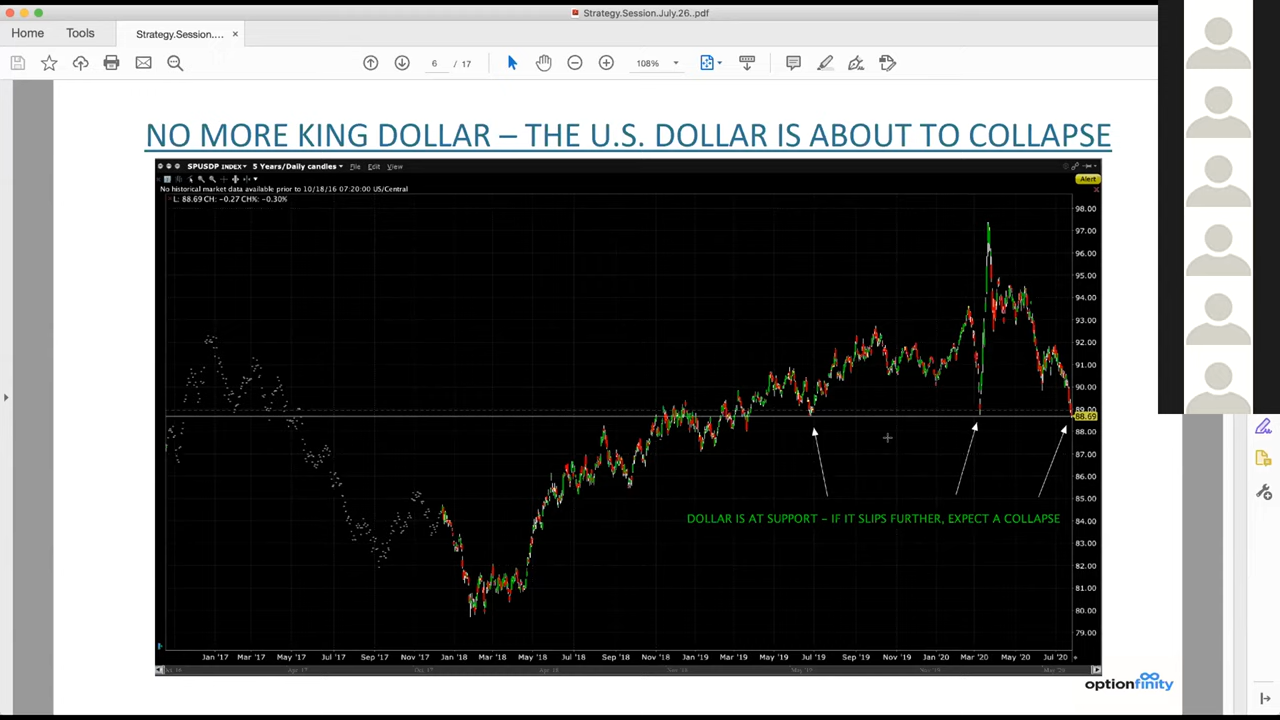 Strategy.Session.July.26..pdf
Home
Tools
Strategy.Session....
×
6 / 17
108%
NO MORE KING DOLLAR – THE U.S. DOLLAR IS ABOUT TO COLLAPSE
SPUSDP INDEX 5 Years/Daily candles File Edit View
Alert
No historical market data available prior to 10/18/16 07:20:00 US/Central
L: 88.69 CH: −0.27 CH%: −0.30%
98.00
97.00
96.00
95.00
94.00
93.00
92.00
91.00
90.00
89.00
88.69
88.00
87.00
86.00
85.00
84.00
83.00
82.00
81.00
80.00
79.00
DOLLAR IS AT SUPPORT – IF IT SLIPS FURTHER, EXPECT A COLLAPSE
Jan '17 Mar '17 May '17 Jul '17 Sep '17 Nov '17 Jan '18 Mar '18 May '18 Jul '18 Sep '18 Nov '18 Jan '19 Mar '19 May '19 Jul '19 Sep '19 Nov '19 Jan '20 Mar '20 May '20 Jul '20
optionfinity